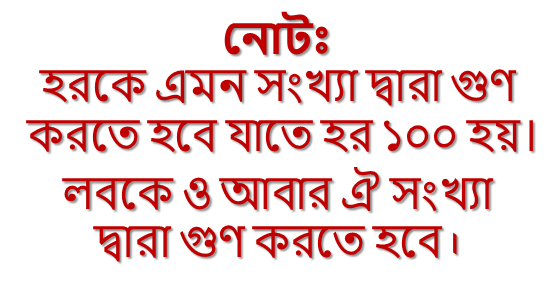 নোটঃ
হরকে এমন সংখ্যা দ্বারা গুণ
করতে হবে যাতে হর ১০০ হয়।
লবকে ও আবার ঐ সংখ্যা
দ্বারা গুণ করতে হবে।